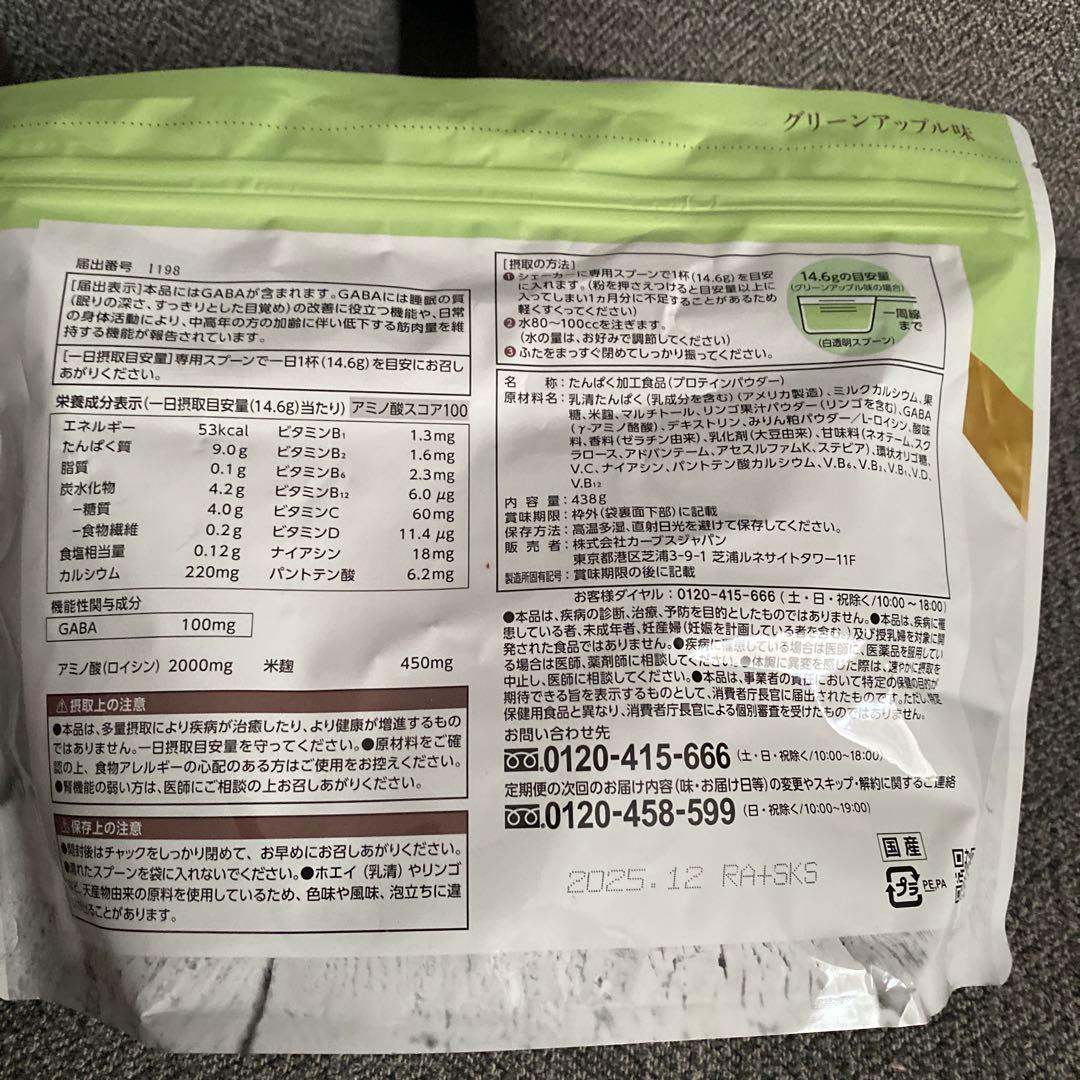 グリーンアップル味
届出番号 I198
[届出表示]本品にはGABAが含まれます。GABAには睡眠の質
(眠りの深さ、すっきりとした目覚め)の改善に役立つ機能や、日常
の身体活動により、中高年の方の加齢に伴い低下する筋肉量を維
持する機能が報告されています。
[一日摂取目安量]専用スプーンで一日1杯(14.6g)を目安にお召し
あがりください。
栄養成分表示(一日摂取目安量(14.6g)当たり) アミノ酸スコア100
エネルギー 53kcal ビタミンB1 1.3mg
たんぱく質 9.0g ビタミンB2 1.6mg
脂質 0.1g ビタミンB6 2.3mg
炭水化物 4.2g ビタミンB12 6.0μg
−糖質 4.0g ビタミンC 60mg
−食物繊維 0.2g ビタミンD 11.4μg
食塩相当量 0.12g ナイアシン 18mg
カルシウム 220mg パントテン酸 6.2mg
機能性関与成分
GABA 100mg
アミノ酸(ロイシン) 2000mg 米麹 450mg
⚠摂取上の注意
●本品は、多量摂取により疾病が治癒したり、より健康が増進するもの
ではありません。一日摂取目安量を守ってください。●原材料をご確
認の上、食物アレルギーの心配のある方はご使用をお控えください。
●腎機能の弱い方は、医師にご相談の上お召しあがりください。
⚠保存上の注意
●開封後はチャックをしっかり閉めて、お早めにお召しあがりください。
●濡れたスプーンを袋に入れないでください。●ホエイ(乳清)やリンゴ
天産物由来の原料を使用しているため、色味や風味、泡立ちに違
ることがあります。
[摂取の方法]
❶シェーカーに専用スプーンで1杯(14.6g)を目安
に入れます。(粉を押さえつけると目安量以上に
入ってしまい1ヵ月分に不足することがあるため
軽くすくってください)
❷水80〜100ccを注ぎます。
(水の量は、お好みで調節してください)
❸ふたをまっすぐ閉めてしっかり振ってください。
14.6gの目安量
(グリーンアップル味の場合)
一周線
まで
(白透明スプーン)
名 称:たんぱく加工食品(プロテインパウダー)
原材料名:乳清たんぱく(乳成分を含む)(アメリカ製造)、ミルクカルシウム、果
糖、米麹、マルチトール、リンゴ果汁パウダー(リンゴを含む)、GABA
(γ-アミノ酪酸)、デキストリン、みりん粕パウダー/L-ロイシン、酸味
料、香料(ゼラチン由来)、乳化剤(大豆由来)、甘味料(ネオテーム、スク
ラロース、アドバンテーム、アセスルファムK、ステビア)、環状オリゴ糖、
V.C、ナイアシン、パントテン酸カルシウム、V.B6、V.B2、V.B1、V.D、
V.B12
内 容 量:438g
賞味期限:枠外(袋裏面下部)に記載
保存方法:高温多湿、直射日光を避けて保存してください。
販 売 者:株式会社カーブスジャパン
東京都港区芝浦3-9-1 芝浦ルネサイトタワー11F
製造所固有記号:賞味期限の後に記載
お客様ダイヤル:0120-415-666 (土・日・祝除く/10:00〜18:00)
●本品は、疾病の診断、治療、予防を目的としたものではありません。●本品は、疾病に罹
患している者、未成年者、妊産婦(妊娠を計画している者を含む。)及び授乳婦を対象に開
発された食品ではありません。●疾病に罹患している場合は医師に、医薬品を服用してい
る場合は医師、薬剤師に相談してください。●体調に異変を感じた際は、速やかに摂取を
中止し、医師に相談してください。●本品は、事業者の責任において特定の保健の目的が
期待できる旨を表示するものとして、消費者庁長官に届出されたものです。ただし、特定
保健用食品と異なり、消費者庁長官による個別審査を受けたものではありません。
お問い合わせ先
0120-415-666 (土・日・祝除く/10:00〜18:00)
定期便の次回のお届け内容(味・お届け日等)の変更やスキップ・解約に関するご連絡
0120-458-599 (日・祝除く/10:00〜19:00)
国産
2025.12 RA+SKS
プラ PE,PA